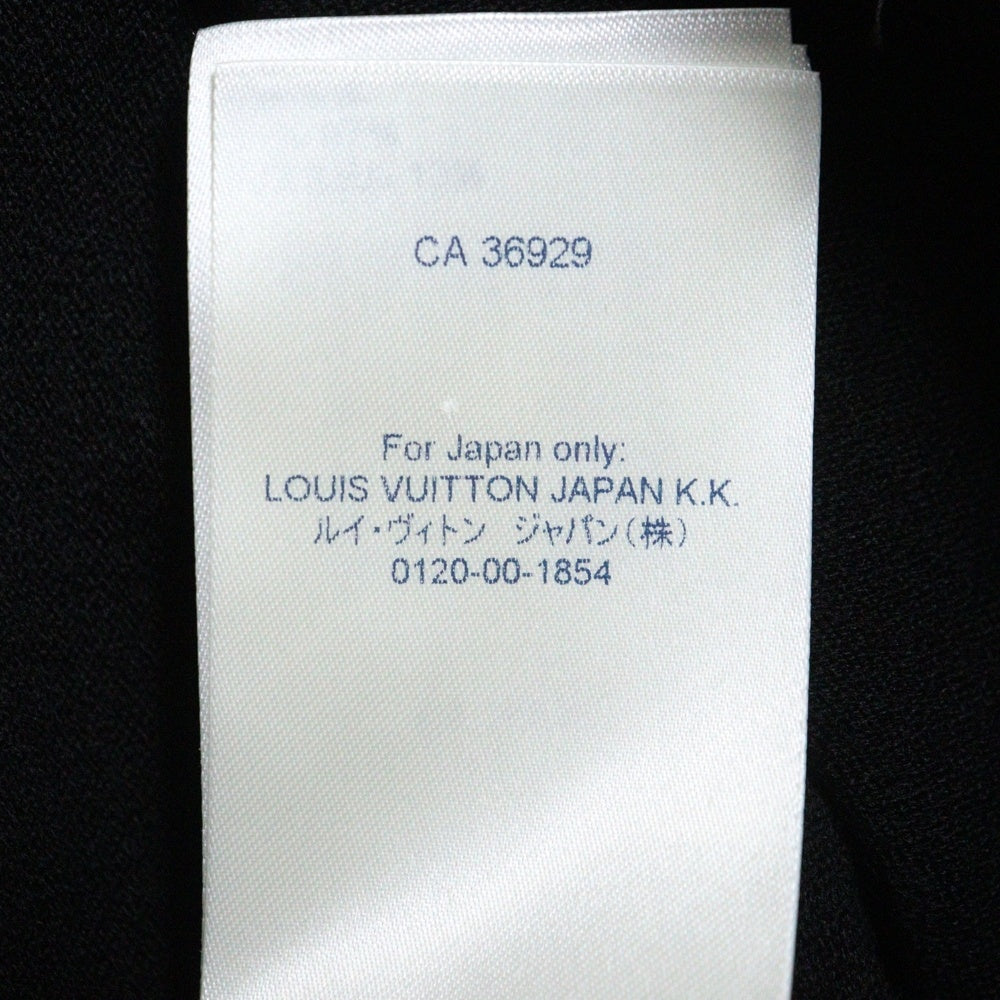 CA 36929
For Japan only:
LOUIS VUITTON JAPAN K.K.
ルイ・ヴィトン　ジャパン(株)
0120-00-1854